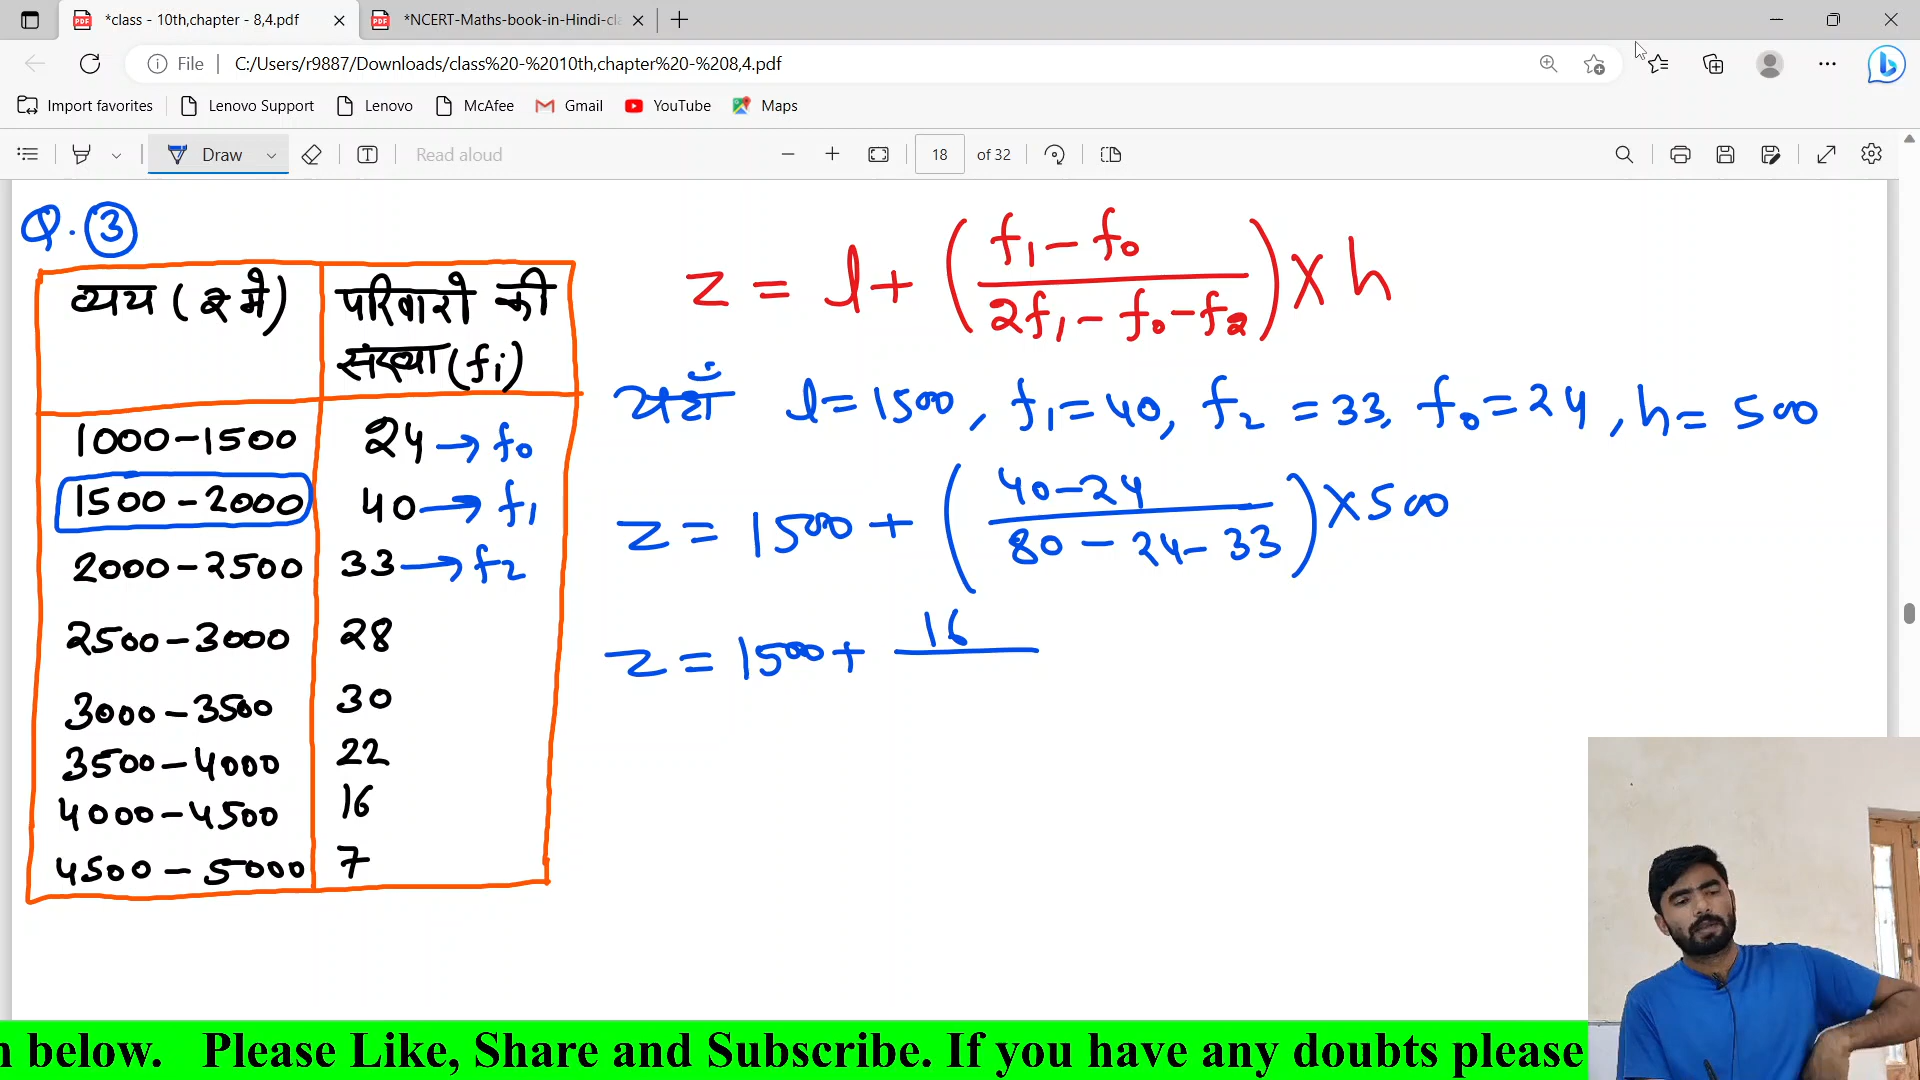 *class - 10th,chapter - 8,4.pdf
*NCERT-Maths-book-in-Hindi-cl
File
C:/Users/r9887/Downloads/class%20-%2010th,chapter%20-%208,4.pdf
Import favorites
Lenovo Support
Lenovo
McAfee
Gmail
YouTube
Maps
Draw
Read aloud
18 of 32
Q. 3
व्यय (₹ में)
परिवारों की
संख्या (fi)
1000-1500 24 → f0
1500-2000 40 → f1
2000-2500 33 → f2
2500-3000 28
3000-3500 30
3500-4000 22
4000-4500 16
4500-5000 7
z = l + ( f1 - f0 / 2f1 - f0 - f2 ) × h
यहाँ l = 1500, f1 = 40, f2 = 33, f0 = 24, h = 500
z = 1500 + ( 40-24 / 80 - 24 - 33 ) × 500
z = 1500 + 16
n below. Please Like, Share and Subscribe. If you have any doubts please